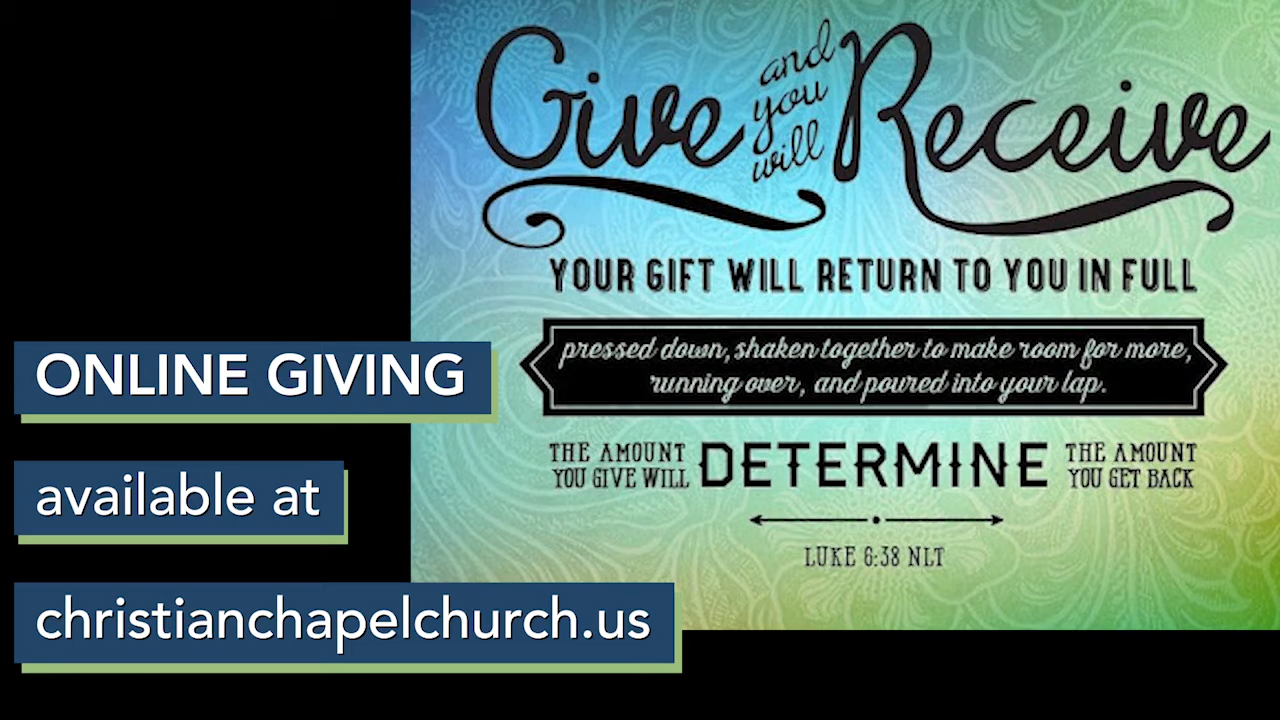 Give and you will Receive
YOUR GIFT WILL RETURN TO YOU IN FULL
pressed down, shaken together to make room for more,
running over, and poured into your lap.
THE AMOUNT
YOU GIVE WILL
DETERMINE
THE AMOUNT
YOU GET BACK
LUKE 6:38 NLT
ONLINE GIVING
available at
christianchapelchurch.us